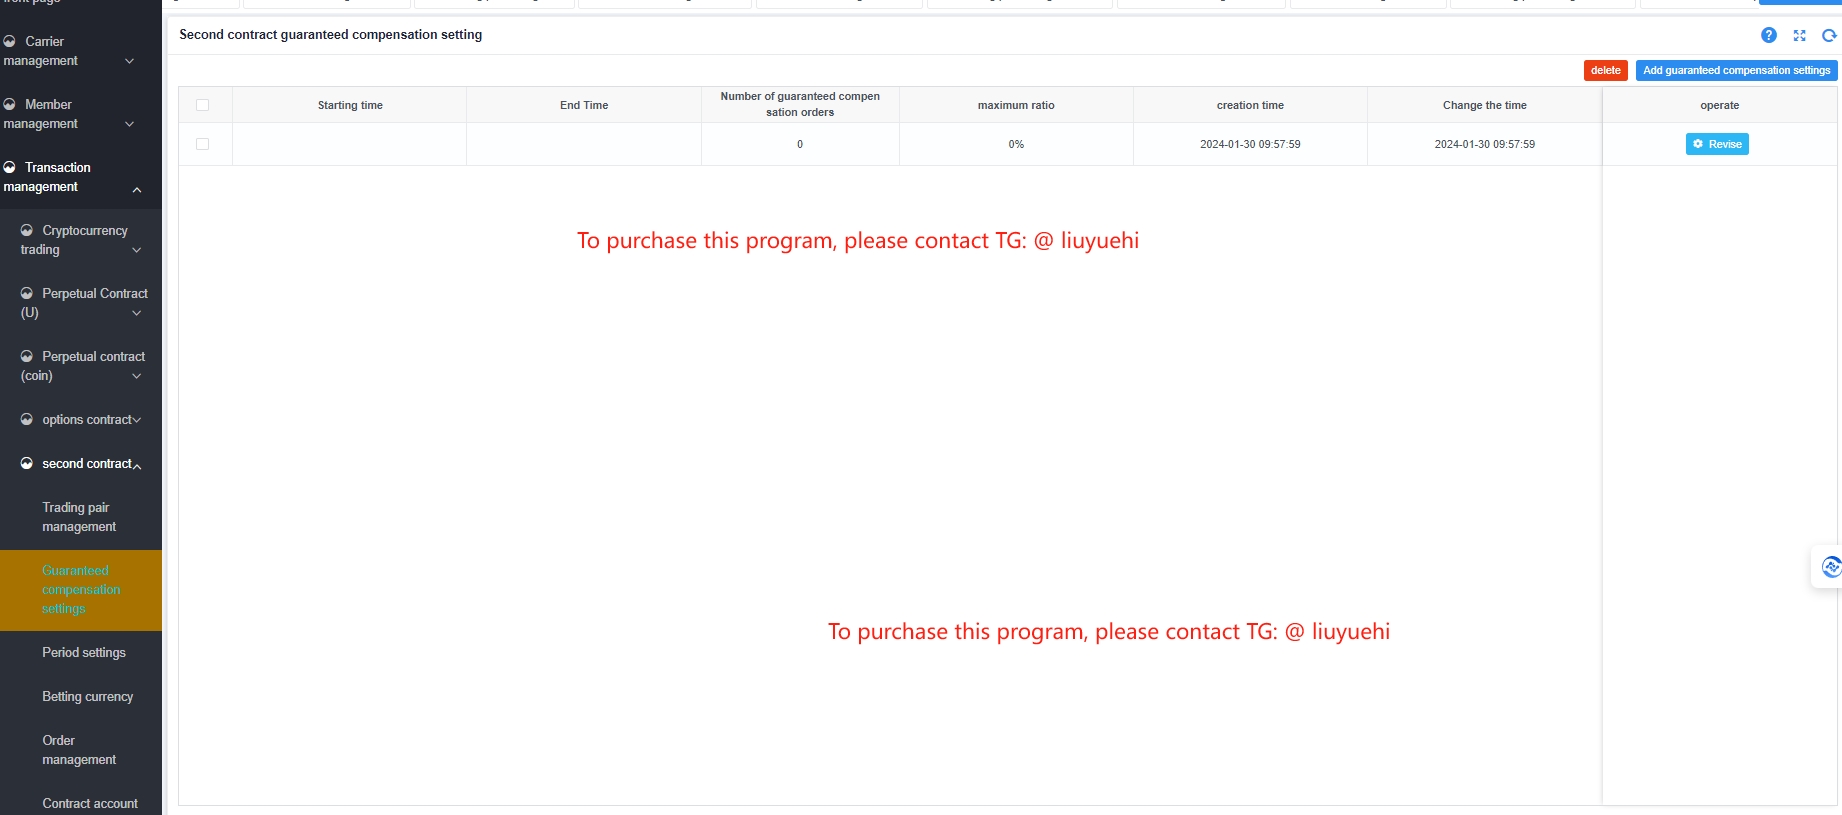 Carrier
management
Member
management
Transaction
management
Cryptocurrency
trading
Perpetual Contract
(U)
Perpetual contract
(coin)
options contract
second contract
Trading pair
management
Guaranteed
compensation
settings
Period settings
Betting currency
Order
management
Contract account
Second contract guaranteed compensation setting
delete
Add guaranteed compensation settings
Starting time
End Time
Number of guaranteed compen
sation orders
maximum ratio
creation time
Change the time
operate
0
0%
2024-01-30 09:57:59
2024-01-30 09:57:59
Revise
To purchase this program, please contact TG: @ liuyuehi
To purchase this program, please contact TG: @ liuyuehi